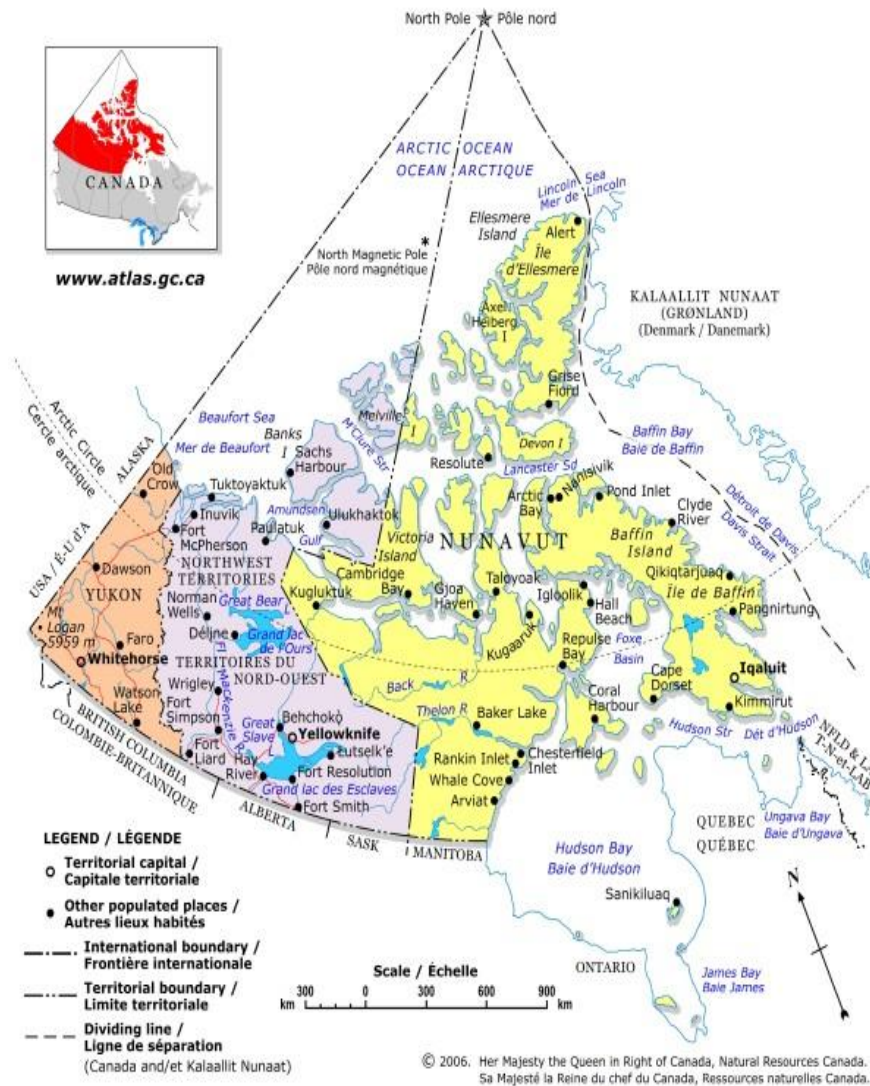 North Pole
Pôle nord
CANADA
www.atlas.gc.ca
ARCTIC OCEAN
OCEAN ARCTIQUE
Lincoln Sea
Mer de Lincoln
Ellesmere
Island
Alert
Île
d'Ellesmere
North Magnetic Pole
Pôle nord magnétique
Axel
Heiberg
I
KALAALLIT NUNAAT
(GRØNLAND)
(Denmark / Danemark)
Grise
Fiord
Arctic Circle
Cercle arctique
Beaufort Sea
Mer de Beaufort
Melville
I
M'Clure Str
Banks
I
Sachs
Harbour
Devon I
Resolute
Lancaster Sd
Baffin Bay
Baie de Baffin
ALASKA
Old
Crow
Tuktoyaktuk
Inuvik
Amundsen
Gulf
Ulukhaktok
Arctic
Bay
Nanisivik
Pond Inlet
Clyde
River
Détroit de Davis
Davis Strait
USA / É-U d'A
Fort
McPherson
Paulatuk
Victoria
Island
NUNAVUT
Baffin
Island
Dawson
NORTHWEST
TERRITORIES
Cambridge
Bay
Taloyoak
Qikiqtarjuaq
Île de Baffin
YUKON
Norman
Wells
Great Bear L
Kugluktuk
Gjoa
Haven
Igloolik
Hall
Beach
Pangnirtung
Mt
Logan
5959 m
Faro
Déline
Grand lac
de l'Ours
Kugaaruk
Repulse
Bay
Foxe
Basin
Whitehorse
TERRITOIRES DU
NORD-OUEST
Fl Mackenzie R
Back R
Cape
Dorset
Iqaluit
Watson
Lake
Wrigley
Fort
Simpson
Great
Slave
L
Behchokò
Yellowknife
Thelon R
Baker Lake
Coral
Harbour
Kimmirut
Hudson Str
Dét d'Hudson
BRITISH COLUMBIA
COLOMBIE-BRITANNIQUE
Fort
Liard
Hay
River
Łutselk'e
Fort Resolution
Grand lac des Esclaves
Fort Smith
Rankin Inlet
Chesterfield
Inlet
Whale Cove
Arviat
NFLD & LAB
T-N-et-LAB
ALBERTA
SASK
MANITOBA
QUEBEC
QUÉBEC
Ungava Bay
Baie d'Ungava
Hudson Bay
Baie d'Hudson
Sanikiluaq
N
ONTARIO
James Bay
Baie James
LEGEND / LÉGENDE
Territorial capital /
Capitale territoriale
Other populated places /
Autres lieux habités
International boundary /
Frontière internationale
Territorial boundary /
Limite territoriale
Dividing line /
Ligne de séparation
(Canada and/et Kalaallit Nunaat)
Scale / Échelle
km 300 0 300 600 900 km
© 2006. Her Majesty the Queen in Right of Canada, Natural Resources Canada.
Sa Majesté la Reine du chef du Canada, Ressources naturelles Canada.